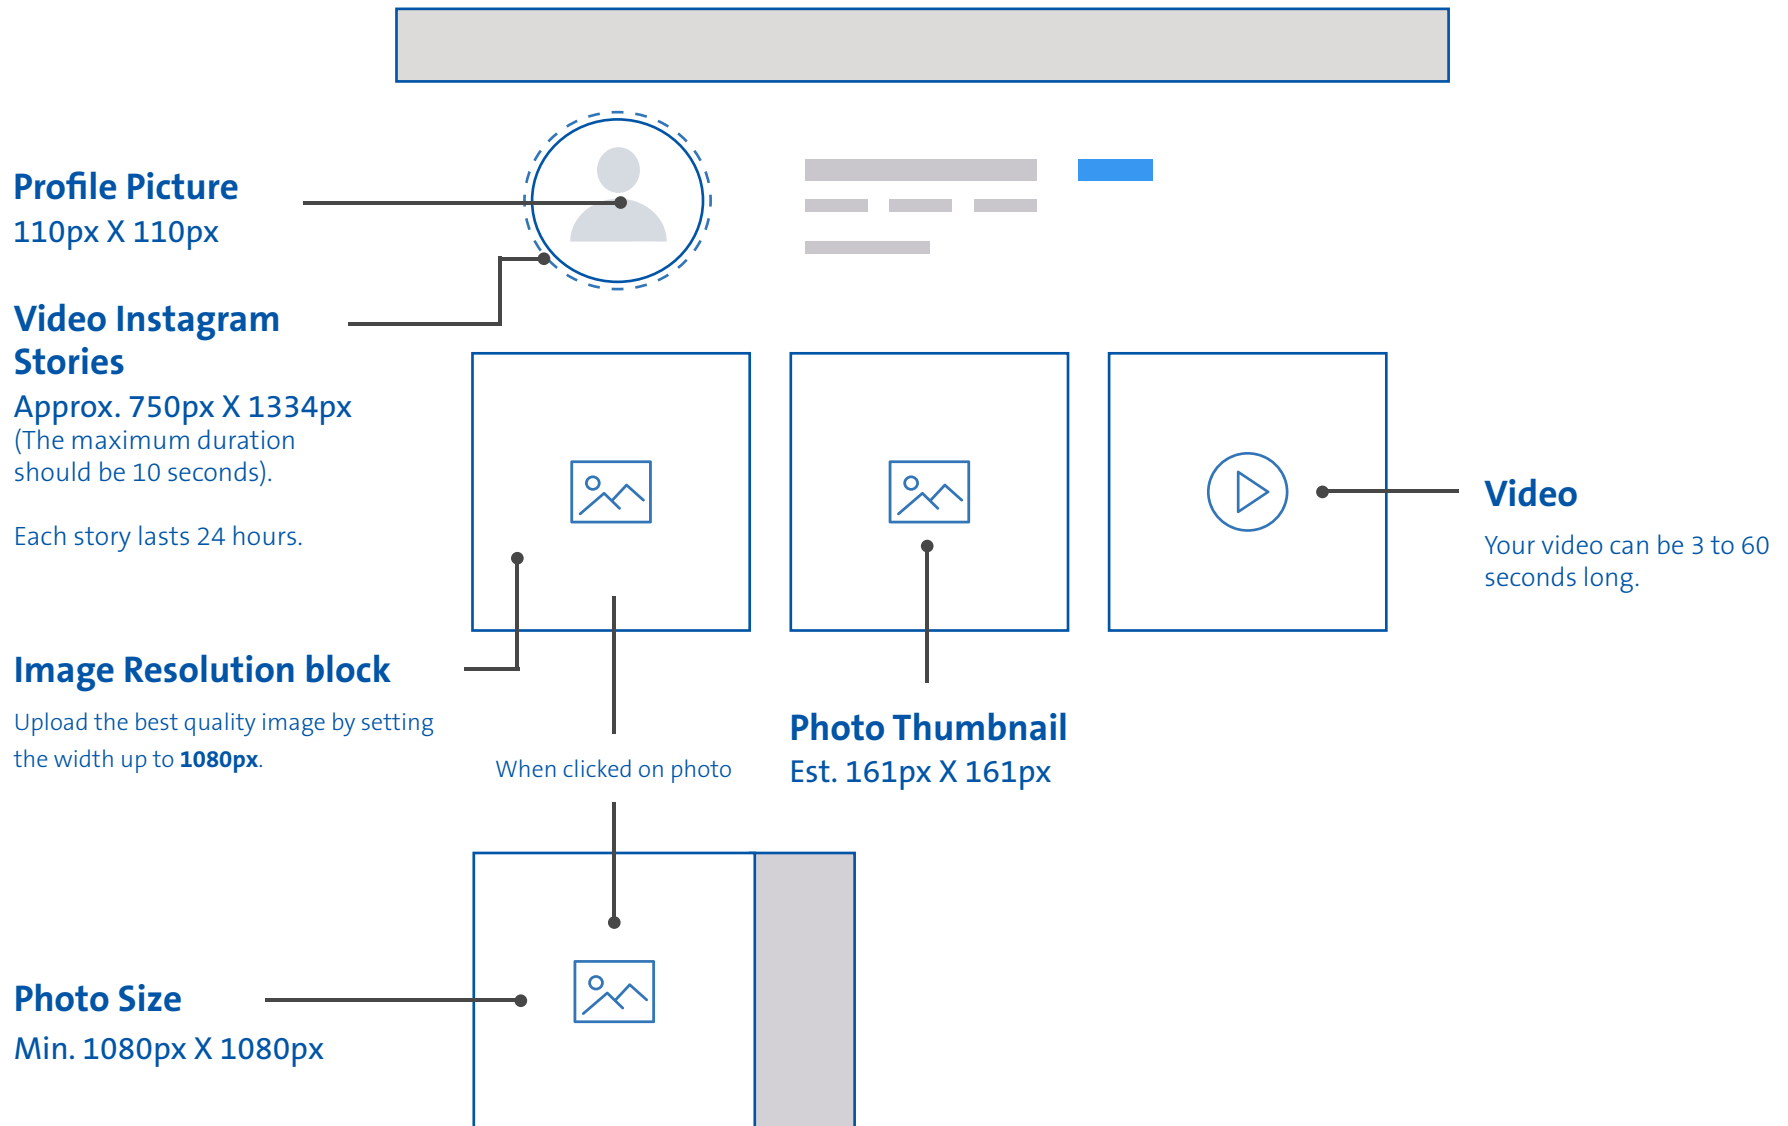 Profile Picture
110px X 110px
Video Instagram
Stories
Approx. 750px X 1334px
(The maximum duration
should be 10 seconds).
Each story lasts 24 hours.
Video
Your video can be 3 to 60
seconds long.
Image Resolution block
Upload the best quality image by setting
the width up to 1080px.
When clicked on photo
Photo Thumbnail
Est. 161px X 161px
Photo Size
Min. 1080px X 1080px